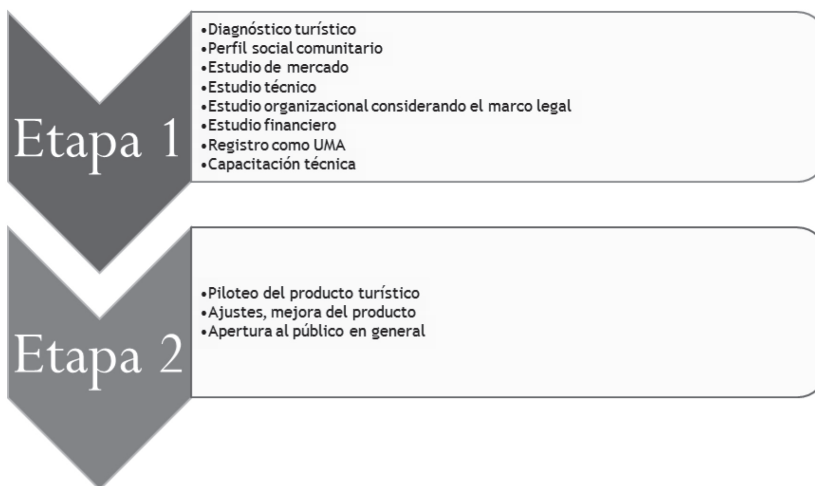 Etapa 1
•Diagnóstico turístico
•Perfil social comunitario
•Estudio de mercado
•Estudio técnico
•Estudio organizacional considerando el marco legal
•Estudio financiero
•Registro como UMA
•Capacitación técnica
Etapa 2
•Piloteo del producto turístico
•Ajustes, mejora del producto
•Apertura al público en general